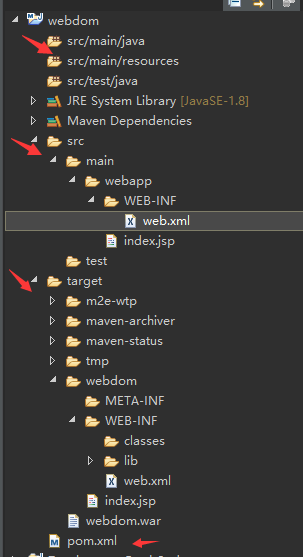 webdom
src/main/java
src/main/resources
src/test/java
JRE System Library [JavaSE-1.8]
Maven Dependencies
src
main
webapp
WEB-INF
web.xml
index.jsp
test
target
m2e-wtp
maven-archiver
maven-status
tmp
webdom
META-INF
WEB-INF
classes
lib
web.xml
index.jsp
webdom.war
pom.xml